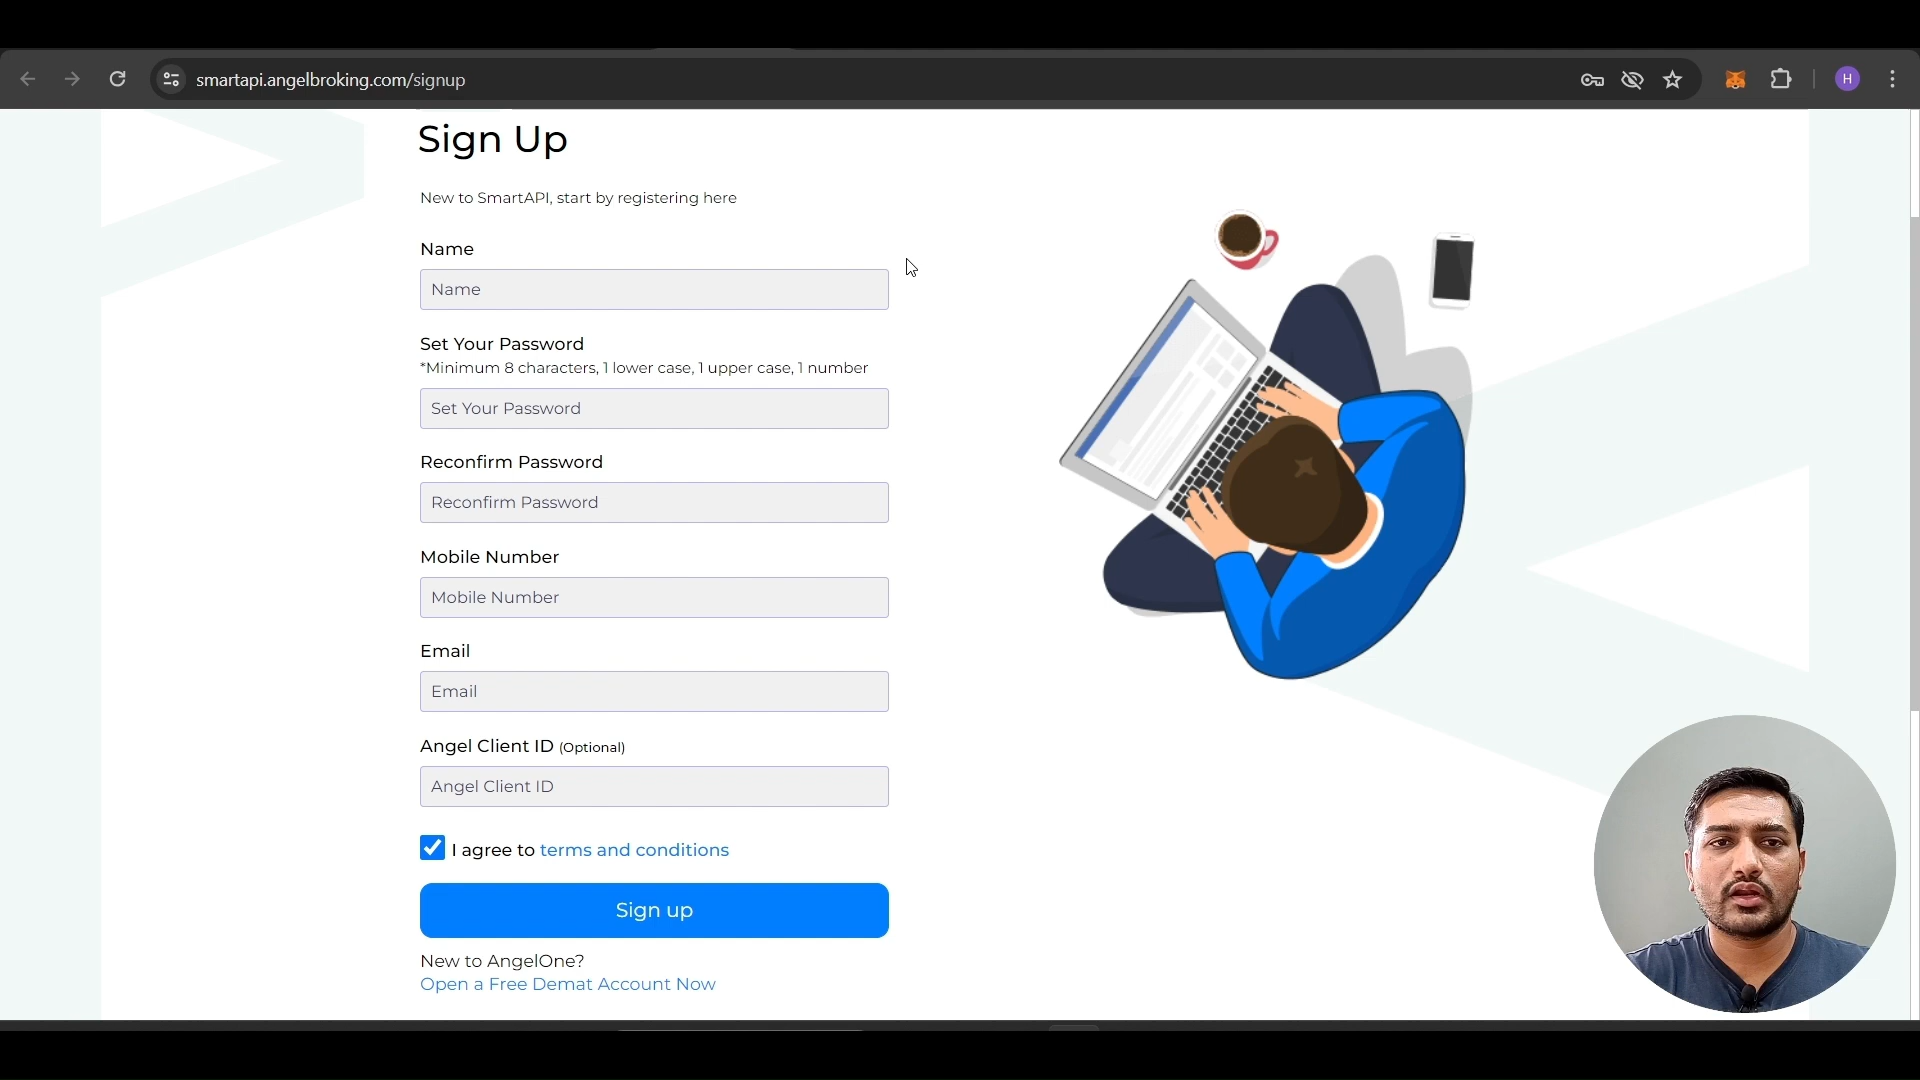 smartapi.angelbroking.com/signup
H
Sign Up
New to SmartAPI, start by registering here
Name
Name
Set Your Password
*Minimum 8 characters, 1 lower case, 1 upper case, 1 number
Set Your Password
Reconfirm Password
Reconfirm Password
Mobile Number
Mobile Number
Email
Email
Angel Client ID (Optional)
Angel Client ID
I agree to terms and conditions
Sign up
New to AngelOne?
Open a Free Demat Account Now